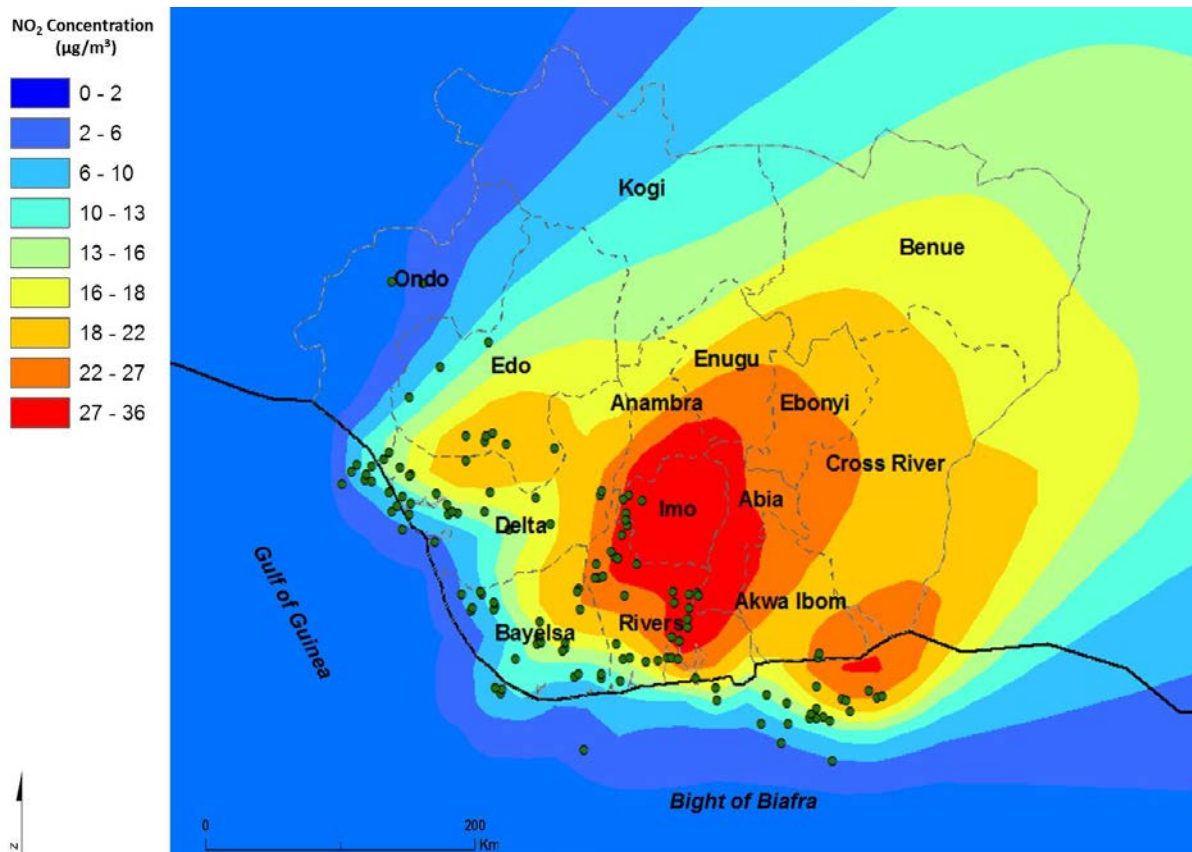 NO₂ Concentration
(µg/m³)
0 - 2
2 - 6
6 - 10
10 - 13
13 - 16
16 - 18
18 - 22
22 - 27
27 - 36
Kogi
Benue
Ondo
Edo
Enugu
Anambra
Ebonyi
Cross River
Imo
Abia
Delta
Akwa Ibom
Rivers
Bayelsa
Gulf of Guinea
Bight of Biafra
0
200
Km
N